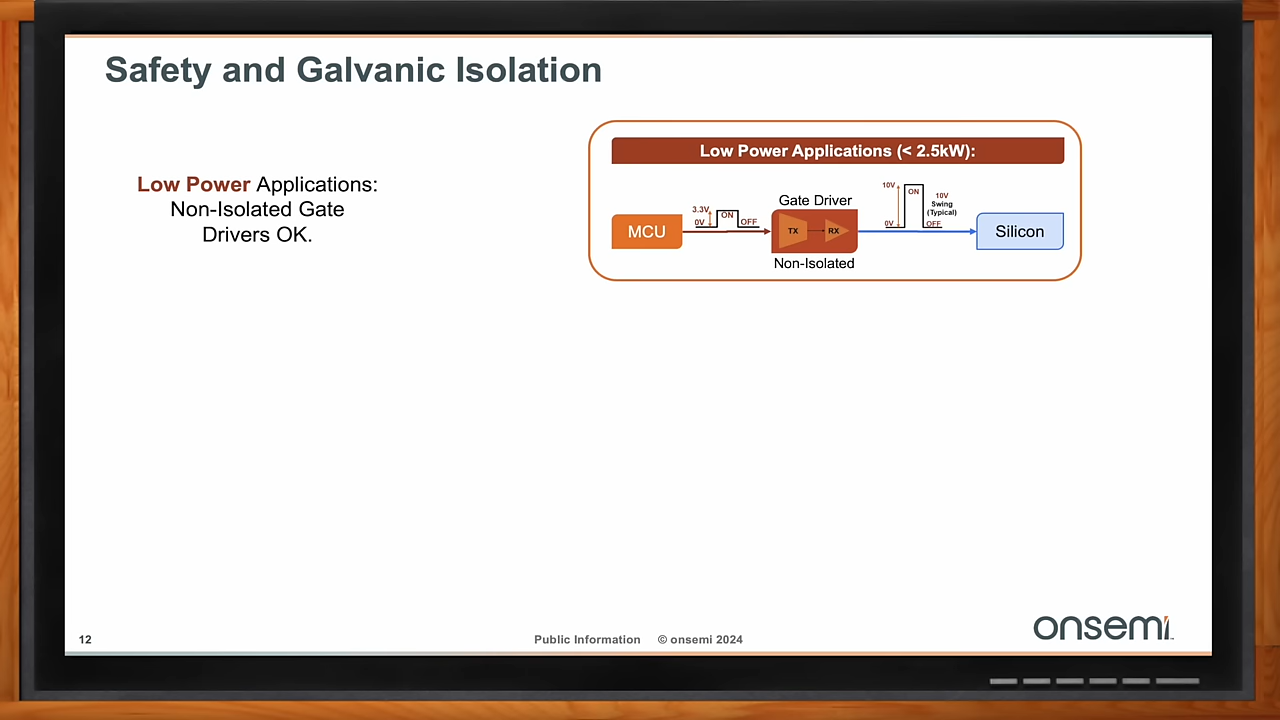 Safety and Galvanic Isolation
Low Power Applications:
Non-Isolated Gate
Drivers OK.
Low Power Applications (< 2.5kW):
MCU
3.3V
0V
ON
OFF
Gate Driver
TX
RX
Non-Isolated
10V
0V
ON
OFF
10V
Swing
(Typical)
Silicon
12
Public Information © onsemi 2024
onsemi